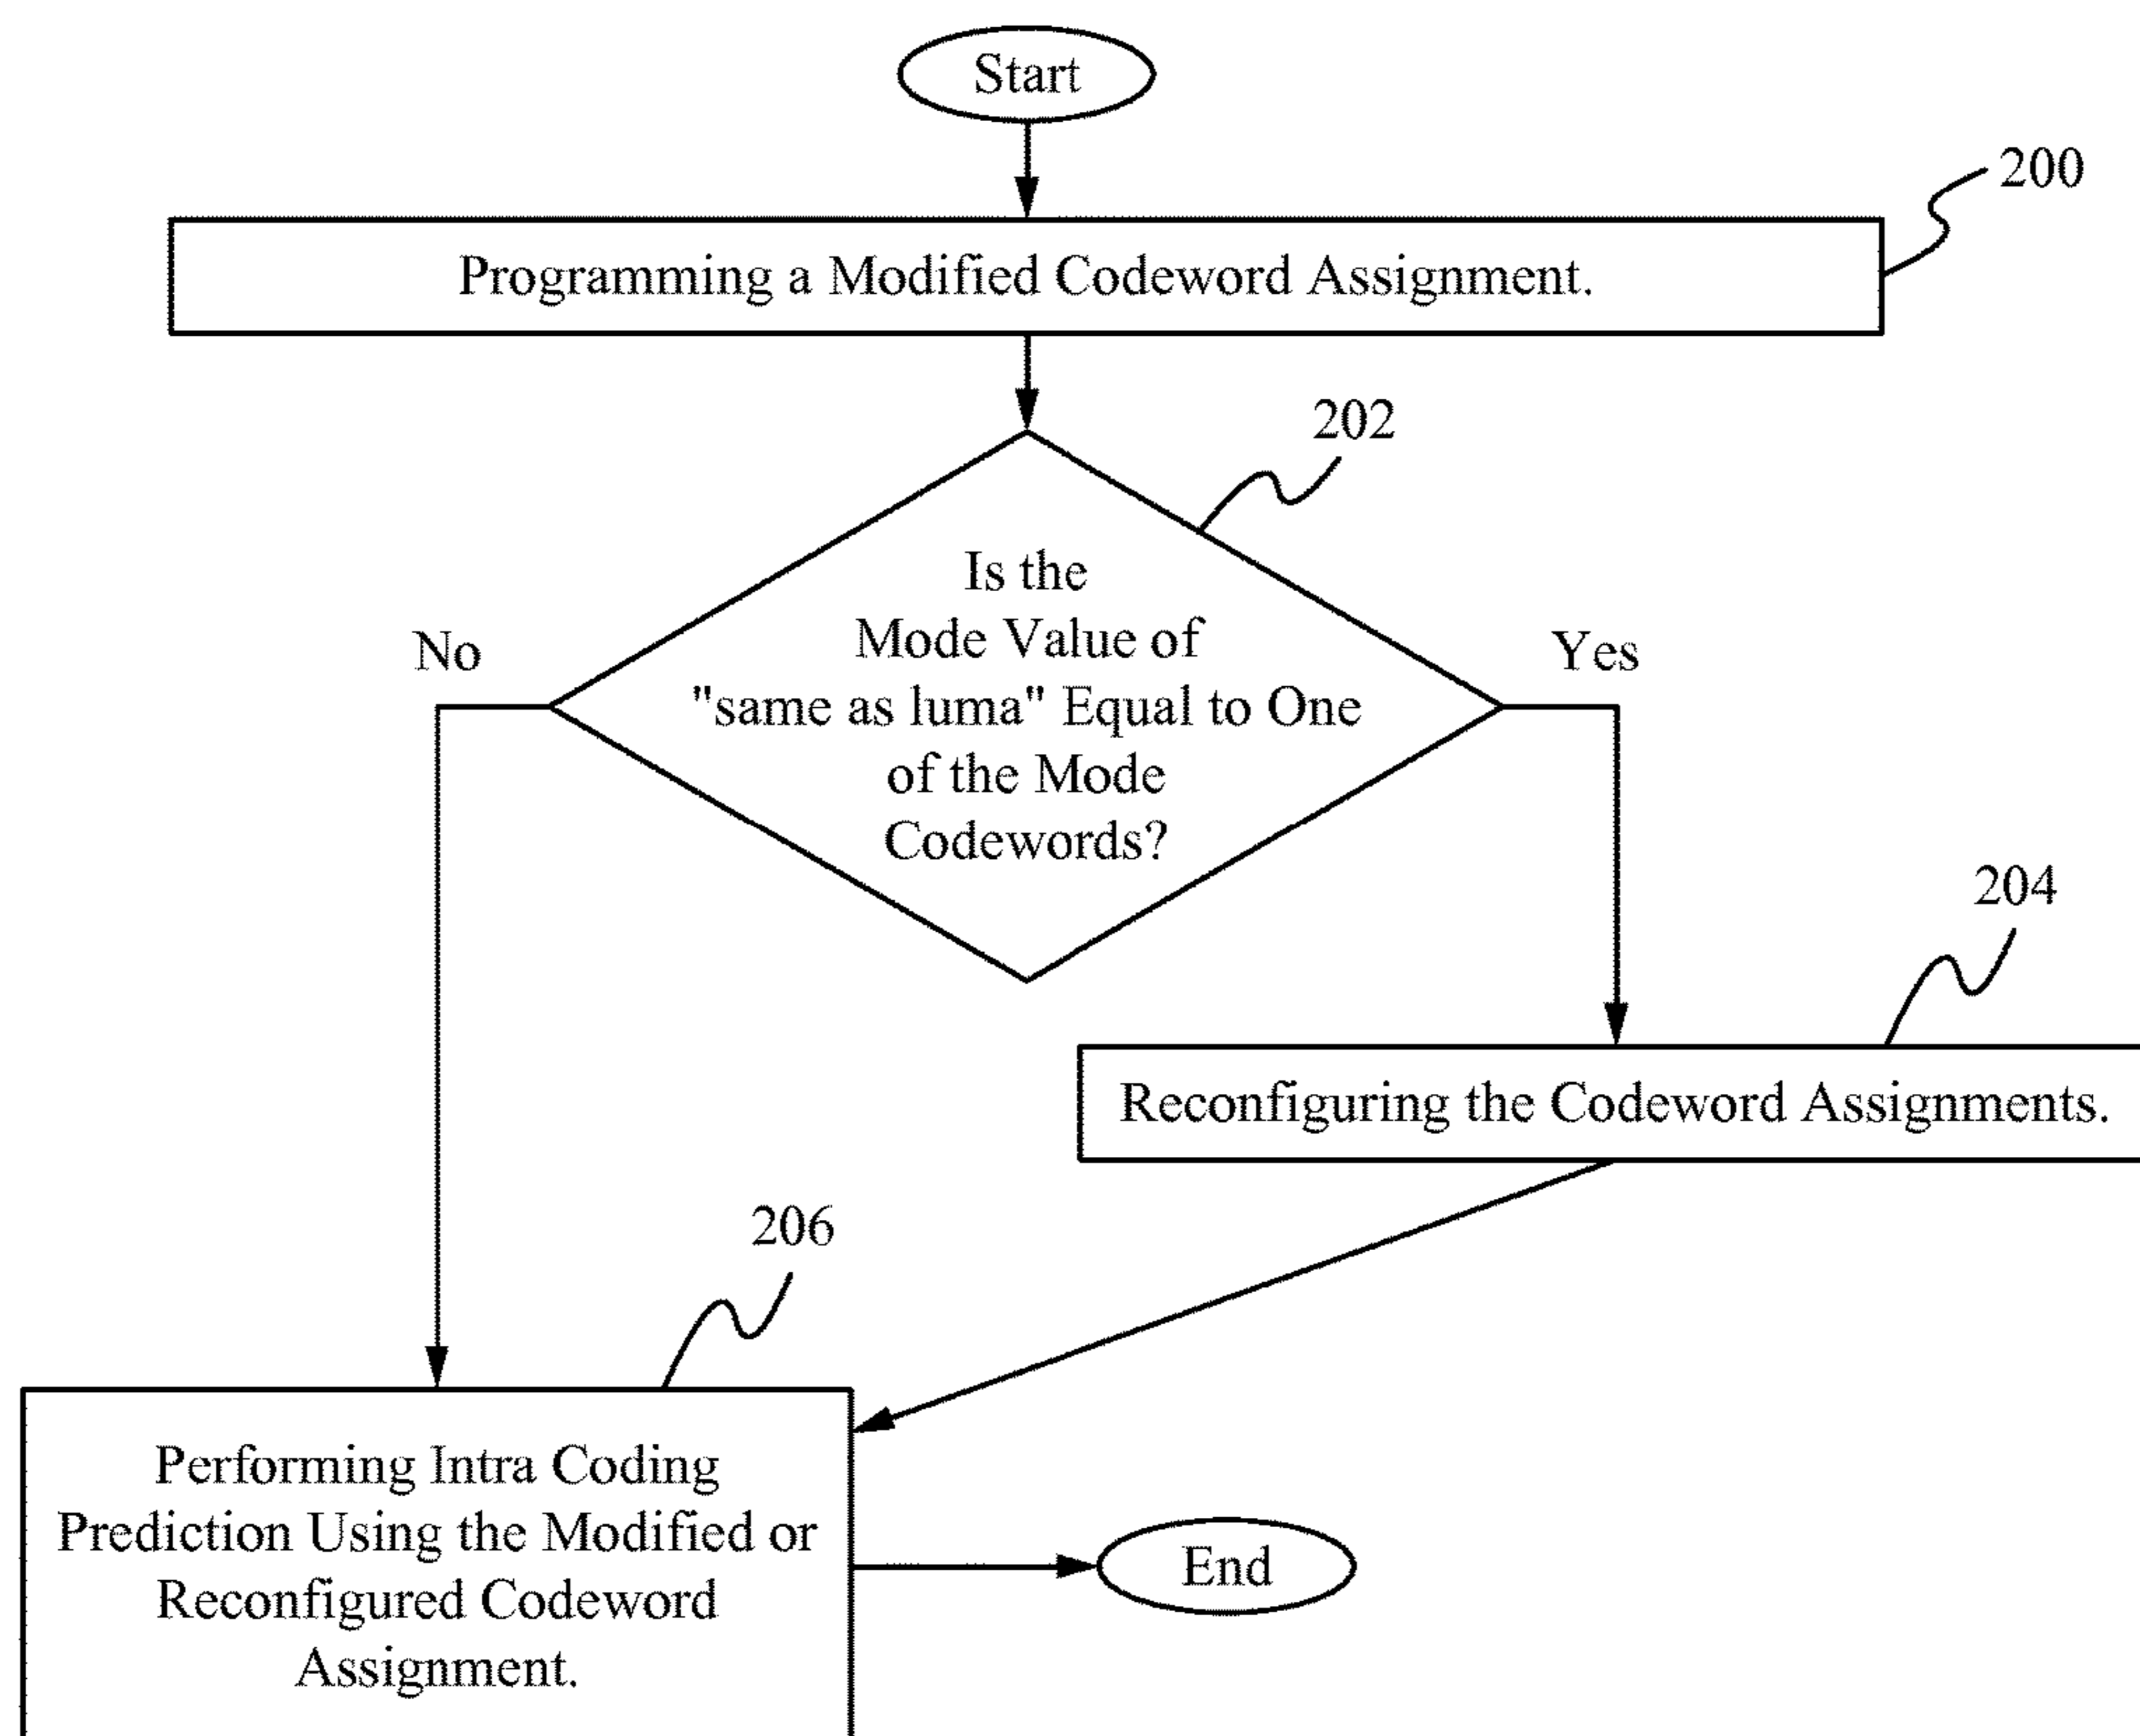 Start
200
Programming a Modified Codeword Assignment.
202
Is the
Mode Value of
"same as luma" Equal to One
of the Mode
Codewords?
No
Yes
204
Reconfiguring the Codeword Assignments.
206
Performing Intra Coding
Prediction Using the Modified or
Reconfigured Codeword
Assignment.
End